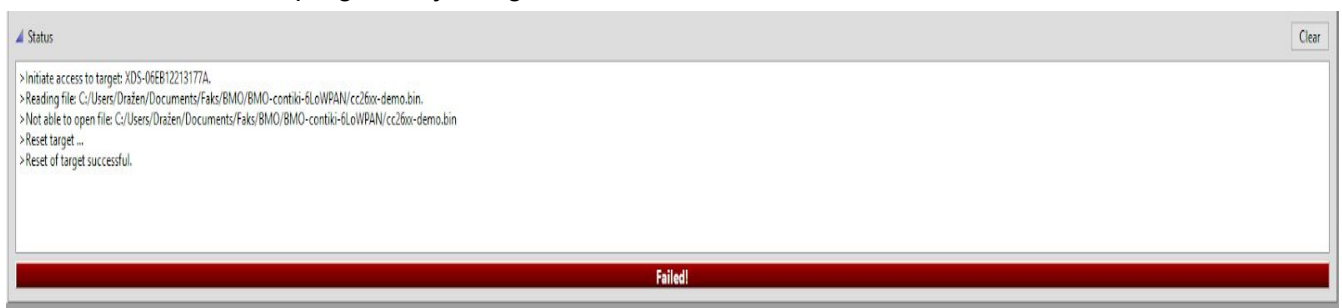 Status
Clear
>Initiate access to target: XDS-06EB12213177A.
>Reading file: C:/Users/Dražen/Documents/Faks/BMO/BMO-contiki-6LoWPAN/cc26xx-demo.bin.
>Not able to open file: C:/Users/Dražen/Documents/Faks/BMO/BMO-contiki-6LoWPAN/cc26xx-demo.bin
>Reset target ...
>Reset of target successful.
Failed!